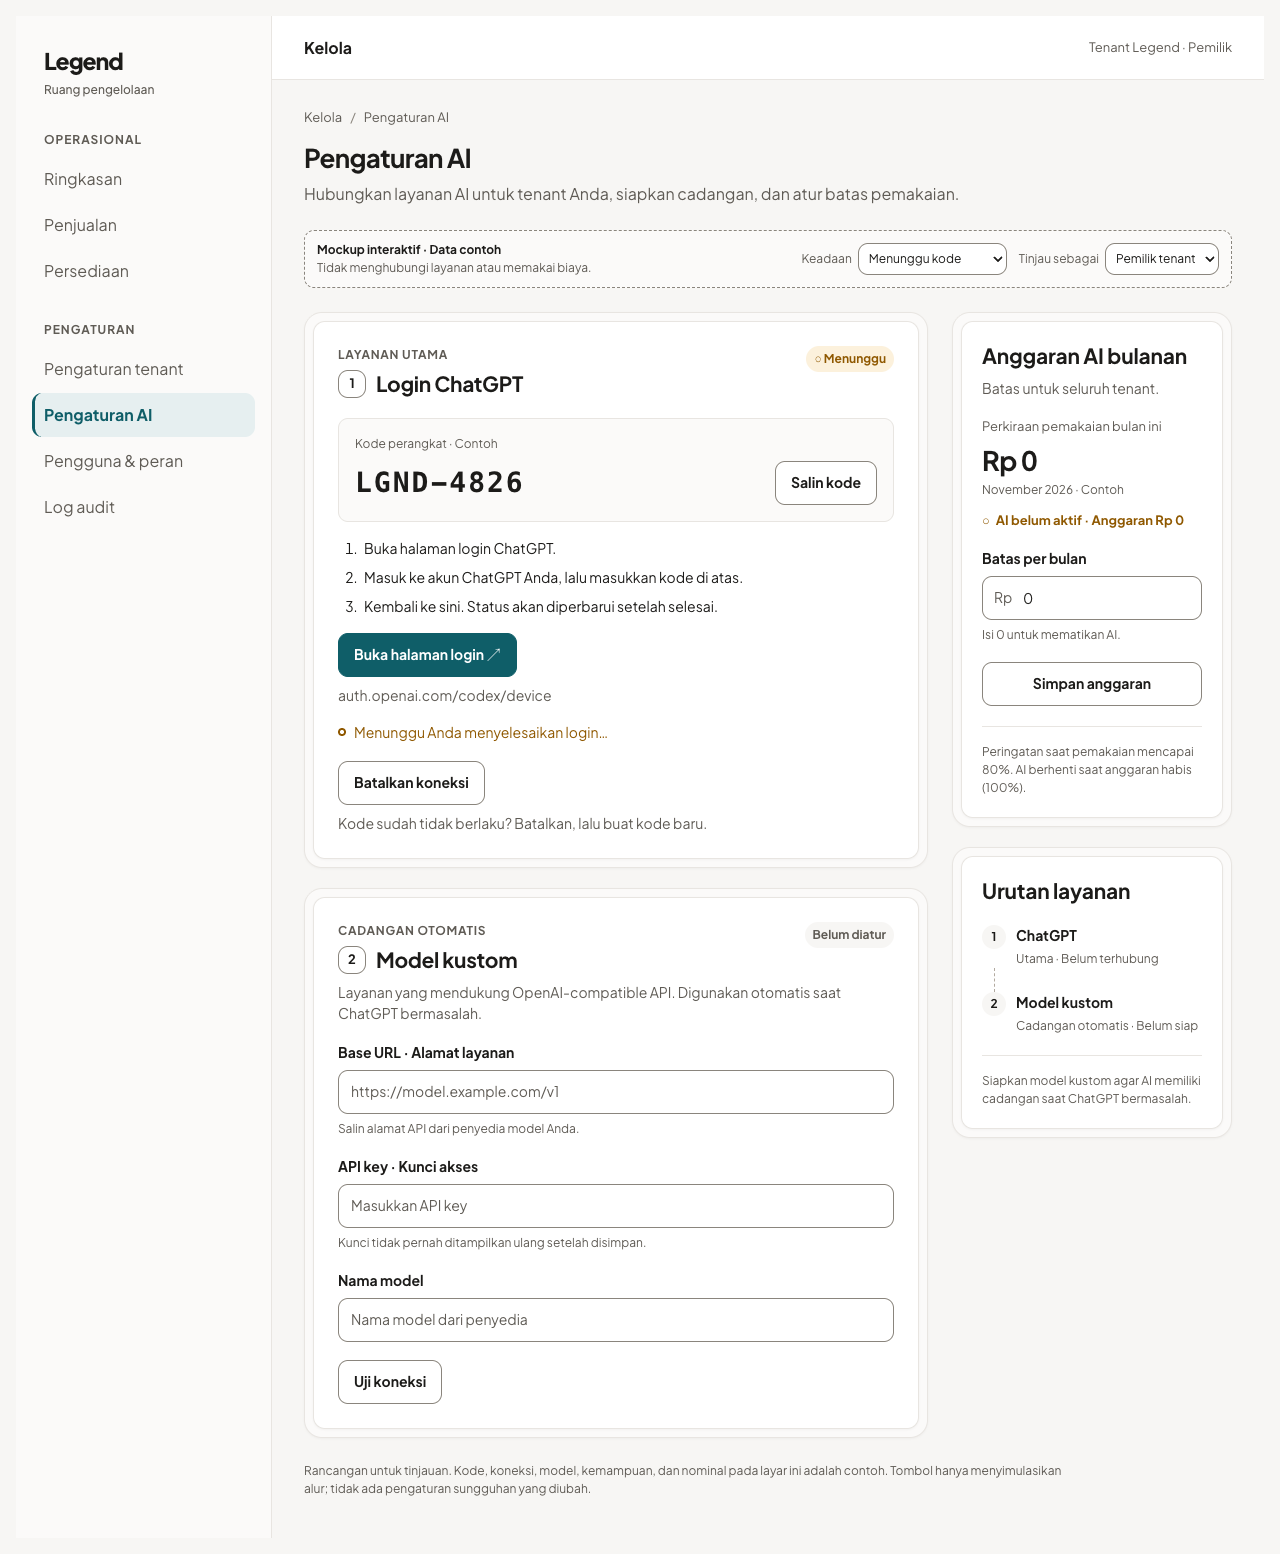 Legend
Ruang pengelolaan
OPERASIONAL
Ringkasan
Penjualan
Persediaan
PENGATURAN
Pengaturan tenant
Pengaturan AI
Pengguna & peran
Log audit
Kelola
Tenant Legend · Pemilik
Kelola / Pengaturan AI
Pengaturan AI
Hubungkan layanan AI untuk tenant Anda, siapkan cadangan, dan atur batas pemakaian.
Mockup interaktif · Data contoh
Tidak menghubungi layanan atau memakai biaya.
Keadaan
Menunggu kode
Tinjau sebagai
Pemilik tenant
LAYANAN UTAMA
1 Login ChatGPT
○ Menunggu
Kode perangkat · Contoh
LGND–4826
Salin kode
1. Buka halaman login ChatGPT.
2. Masuk ke akun ChatGPT Anda, lalu masukkan kode di atas.
3. Kembali ke sini. Status akan diperbarui setelah selesai.
Buka halaman login ↗
auth.openai.com/codex/device
Menunggu Anda menyelesaikan login…
Batalkan koneksi
Kode sudah tidak berlaku? Batalkan, lalu buat kode baru.
CADANGAN OTOMATIS
2 Model kustom
Belum diatur
Layanan yang mendukung OpenAI-compatible API. Digunakan otomatis saat
ChatGPT bermasalah.
Base URL · Alamat layanan
https://model.example.com/v1
Salin alamat API dari penyedia model Anda.
API key · Kunci akses
Masukkan API key
Kunci tidak pernah ditampilkan ulang setelah disimpan.
Nama model
Nama model dari penyedia
Uji koneksi
Anggaran AI bulanan
Batas untuk seluruh tenant.
Perkiraan pemakaian bulan ini
Rp 0
November 2026 · Contoh
○ AI belum aktif · Anggaran Rp 0
Batas per bulan
Rp 0
Isi 0 untuk mematikan AI.
Simpan anggaran
Peringatan saat pemakaian mencapai
80%. AI berhenti saat anggaran habis
(100%).
Urutan layanan
1 ChatGPT
Utama · Belum terhubung
2 Model kustom
Cadangan otomatis · Belum siap
Siapkan model kustom agar AI memiliki
cadangan saat ChatGPT bermasalah.
Rancangan untuk tinjauan. Kode, koneksi, model, kemampuan, dan nominal pada layar ini adalah contoh. Tombol hanya menyimulasikan
alur; tidak ada pengaturan sungguhan yang diubah.